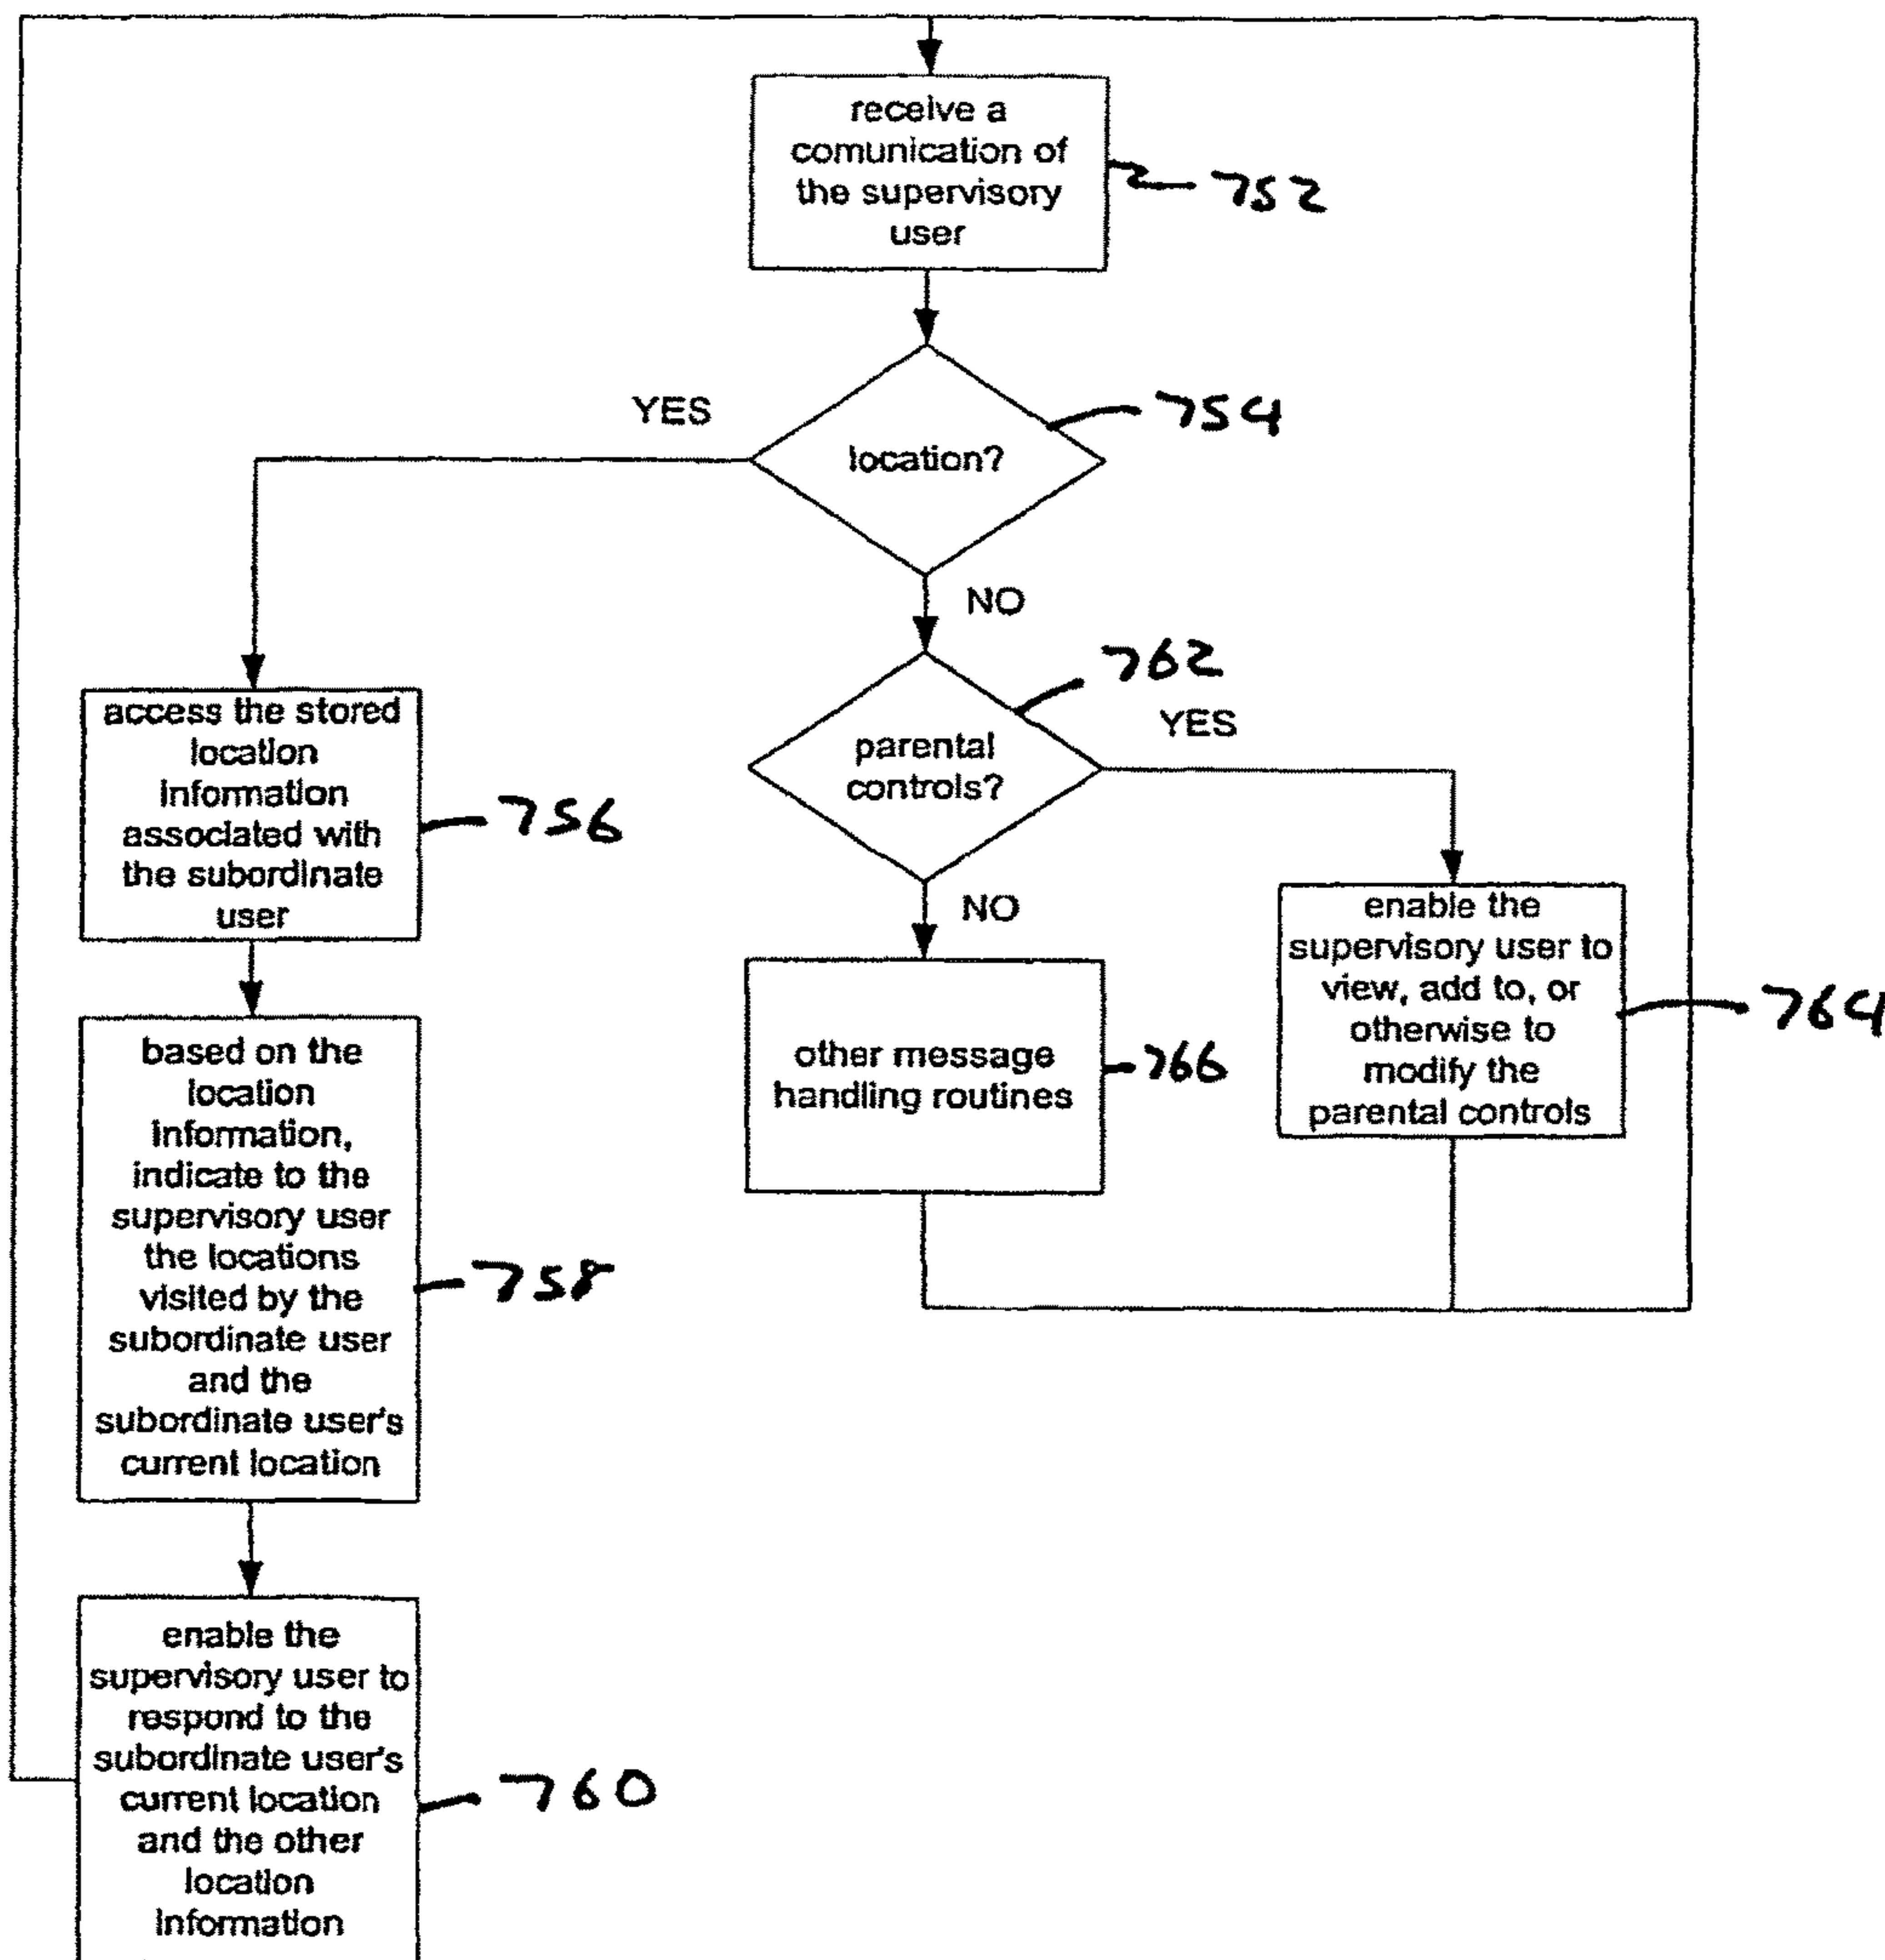 receive a
comunication of
the supervisory
user
752
YES
location?
754
NO
762
parental
controls?
YES
access the stored
location
information
associated with
the subordinate
user
756
NO
enable the
supervisory user to
view, add to, or
otherwise to
modify the
parental controls
764
other message
handling routines
766
based on the
location
information,
indicate to the
supervisory user
the locations
visited by the
subordinate user
and the
subordinate user's
current location
758
enable the
supervisory user to
respond to the
subordinate user's
current location
and the other
location
information
760